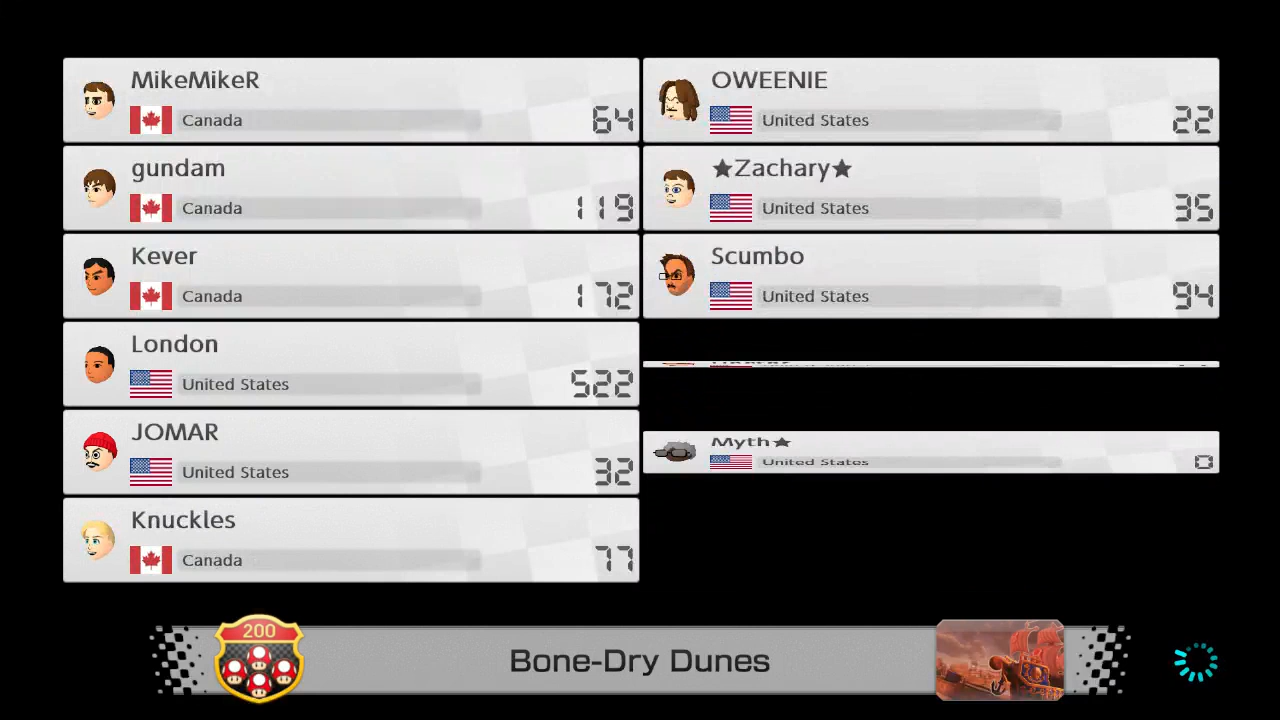 MikeMikeR
Canada
64
gundam
Canada
119
Kever
Canada
172
London
United States
522
JOMAR
United States
32
Knuckles
Canada
77
OWEENIE
United States
22
★Zachary★
United States
35
Scumbo
United States
94
Myth★
United States
0
200
Bone-Dry Dunes